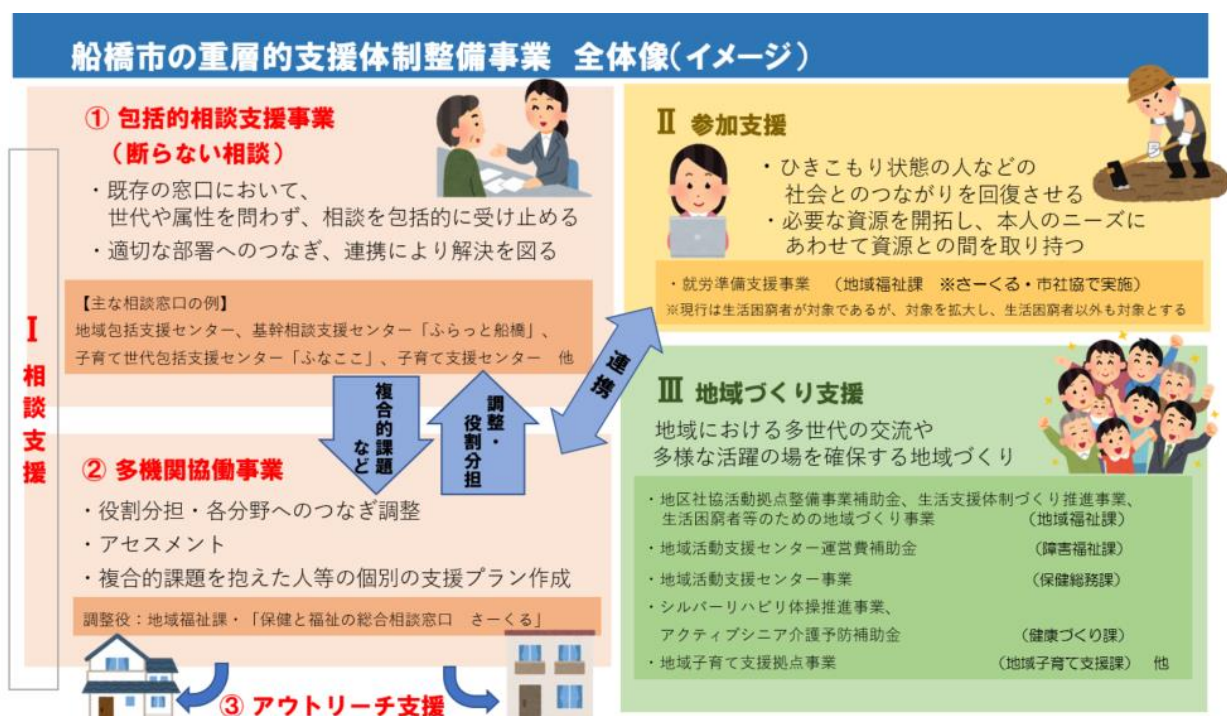 船橋市の重層的支援体制整備事業 全体像(イメージ)
Ⅰ
相談支援
① 包括的相談支援事業
(断らない相談)
・既存の窓口において、
世代や属性を問わず、相談を包括的に受け止める
・適切な部署へのつなぎ、連携により解決を図る
【主な相談窓口の例】
地域包括支援センター、基幹相談支援センター「ふらっと船橋」、
子育て世代包括支援センター「ふなここ」、子育て支援センター 他
複合的課題
など
調整・
役割分担
連携
② 多機関協働事業
・役割分担・各分野へのつなぎ調整
・アセスメント
・複合的課題を抱えた人等の個別の支援プラン作成
調整役：地域福祉課・「保健と福祉の総合相談窓口 さーくる」
③ アウトリーチ支援
Ⅱ 参加支援
・ひきこもり状態の人などの
社会とのつながりを回復させる
・必要な資源を開拓し、本人のニーズに
あわせて資源との間を取り持つ
・就労準備支援事業 (地域福祉課 ※さーくる・市社協で実施)
※現行は生活困窮者が対象であるが、対象を拡大し、生活困窮者以外も対象とする
Ⅲ 地域づくり支援
地域における多世代の交流や
多様な活躍の場を確保する地域づくり
・地区社協活動拠点整備事業補助金、生活支援体制づくり推進事業、
生活困窮者等のための地域づくり事業 (地域福祉課)
・地域活動支援センター運営費補助金 (障害福祉課)
・地域活動支援センター事業 (保健総務課)
・シルバーリハビリ体操推進事業、
アクティブシニア介護予防補助金 (健康づくり課)
・地域子育て支援拠点事業 (地域子育て支援課) 他